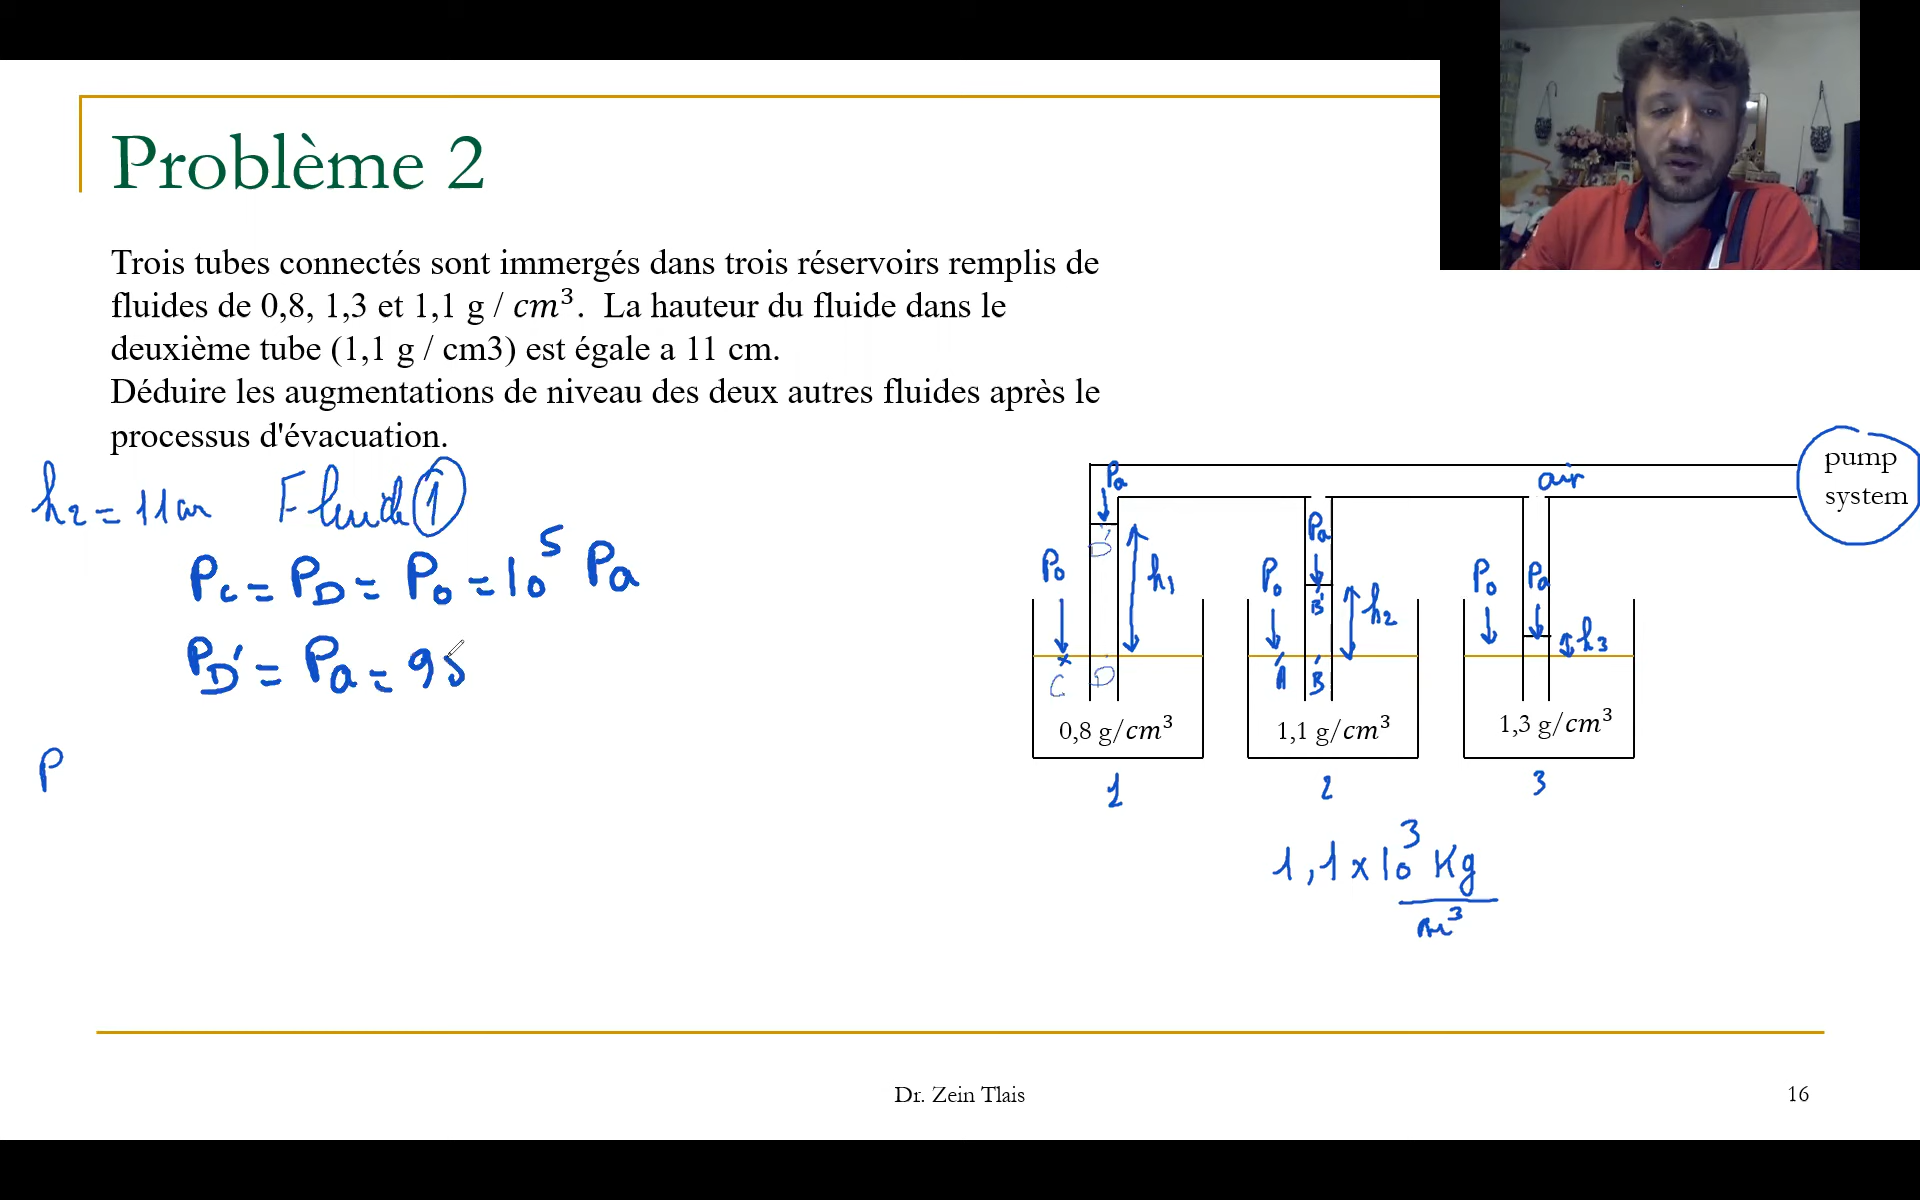 Problème 2
Trois tubes connectés sont immergés dans trois réservoirs remplis de
fluides de 0,8, 1,3 et 1,1 g / cm³. La hauteur du fluide dans le
deuxième tube (1,1 g / cm3) est égale a 11 cm.
Déduire les augmentations de niveau des deux autres fluides après le
processus d'évacuation.
h₂ = 11 cm Fluide 1
P_C = P_D = P₀ = 10⁵ Pa
P_D' = Pa = 95
P
pump
system
air
Pa
D'
P₀
h₁
C
D
0,8 g/cm³
1
Pa
P₀
B'
h₂
A
B
1,1 g/cm³
2
P₀
Pa
h₃
1,3 g/cm³
3
1,1 x 10³ Kg
m³
Dr. Zein Tlais
16